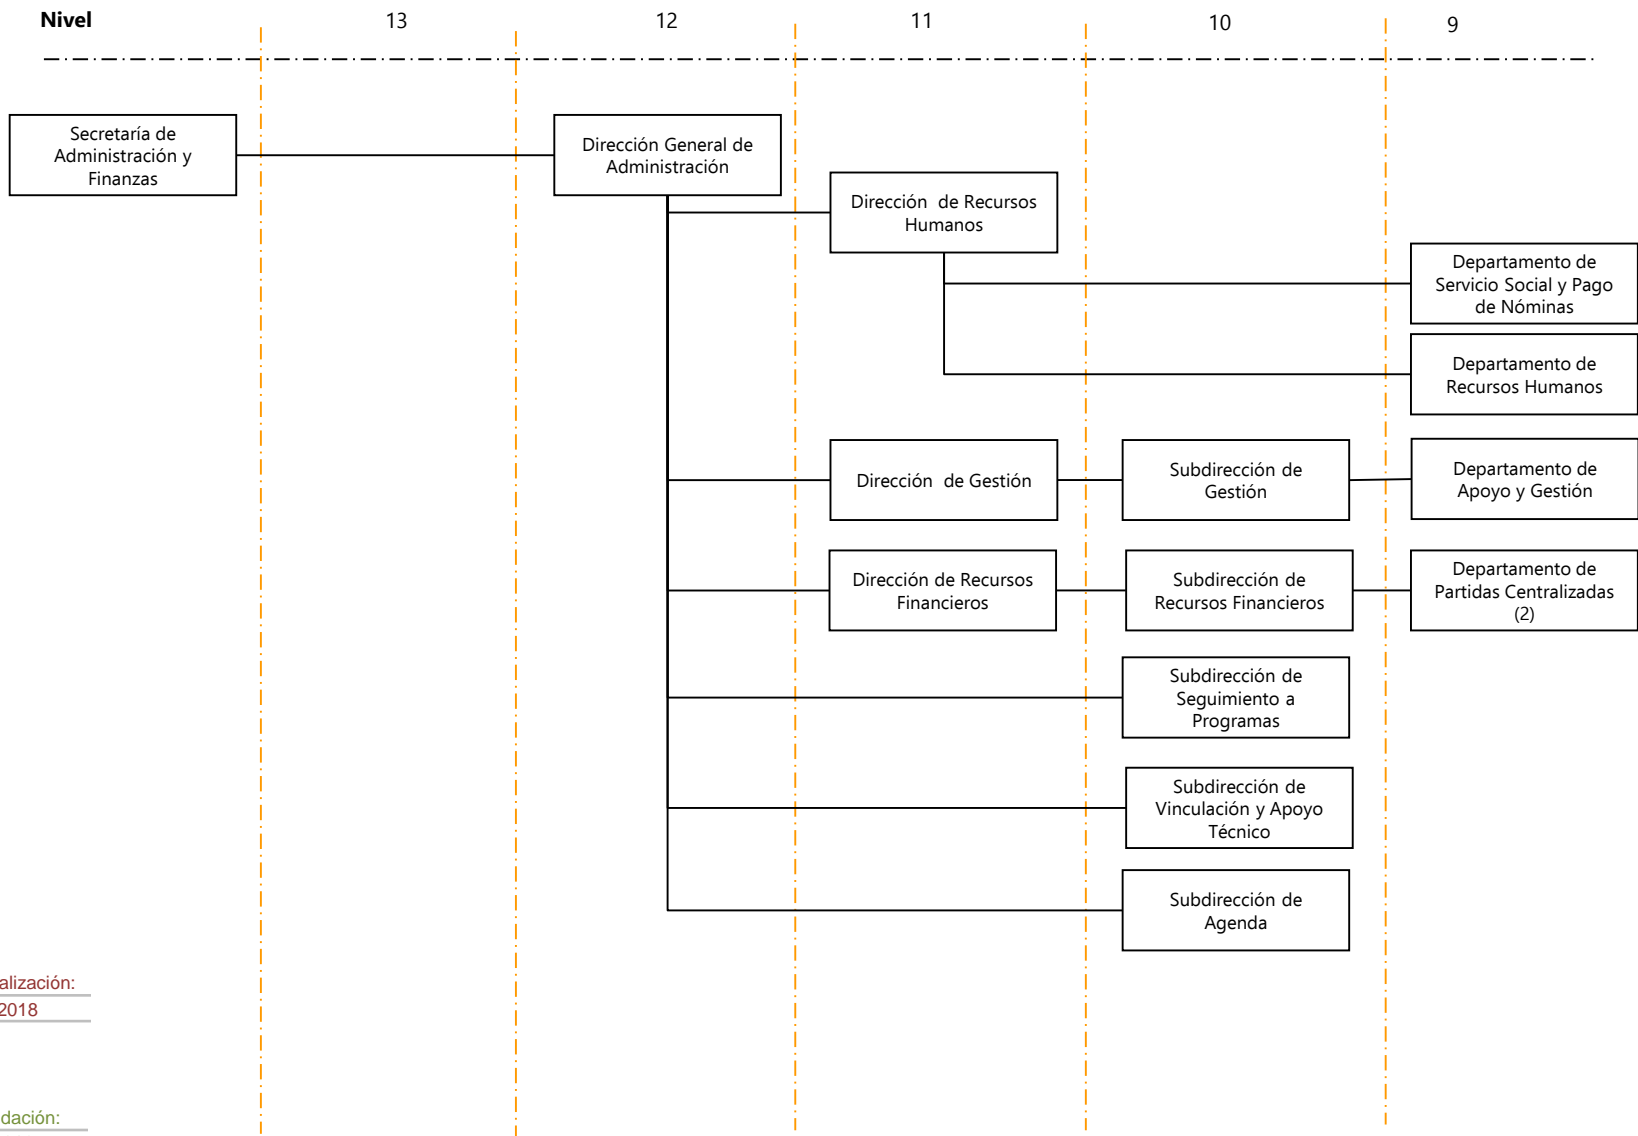 Nivel 13 12 11 10 9
Secretaría de
Administración y
Finanzas
Dirección General de
Administración
Dirección de Recursos
Humanos
Departamento de
Servicio Social y Pago
de Nóminas
Departamento de
Recursos Humanos
Dirección de Gestión
Subdirección de
Gestión
Departamento de
Apoyo y Gestión
Dirección de Recursos
Financieros
Subdirección de
Recursos Financieros
Departamento de
Partidas Centralizadas
(2)
Subdirección de
Seguimiento a
Programas
Subdirección de
Vinculación y Apoyo
Técnico
Subdirección de
Agenda
alización:
2018
dación: